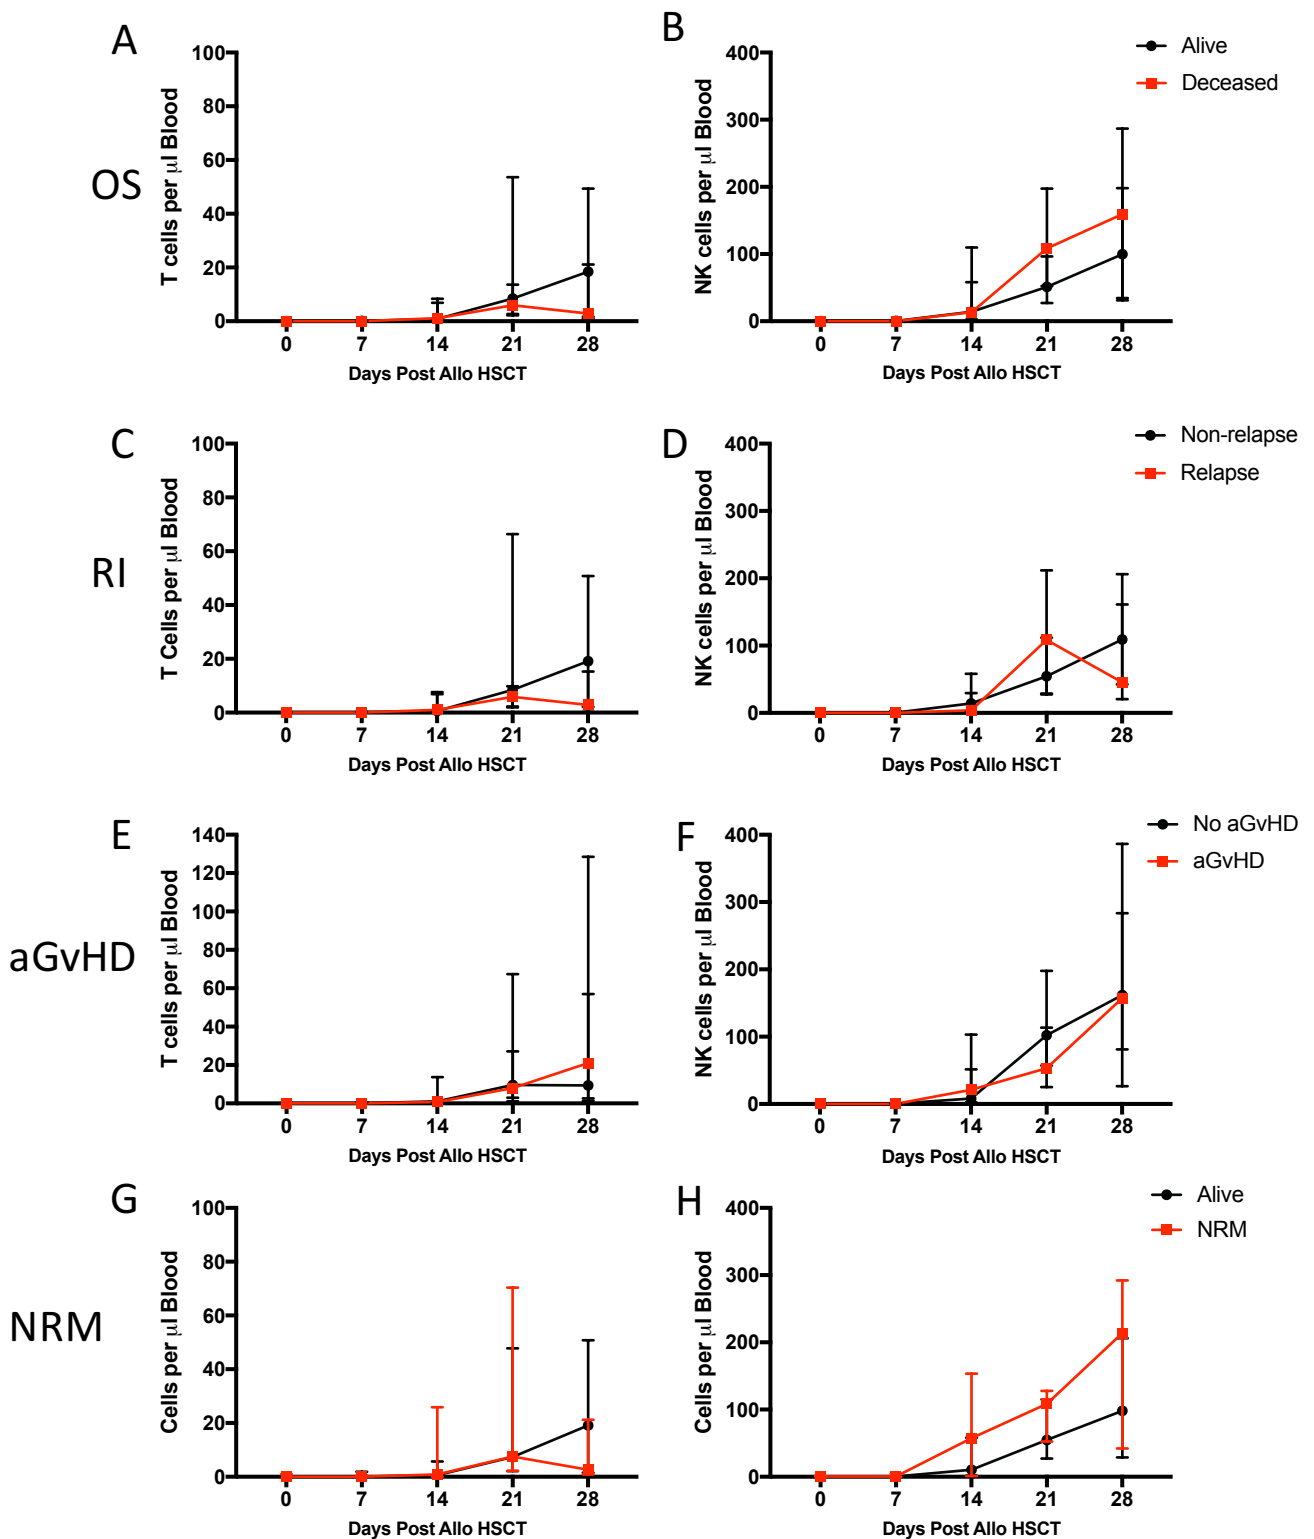 A
B
Alive
Deceased
OS
T cells per μl Blood
100
80
60
40
20
0
0 7 14 21 28
Days Post Allo HSCT
NK cells per μl Blood
400
300
200
100
0
0 7 14 21 28
Days Post Allo HSCT
C
D
Non-relapse
Relapse
RI
T Cells per μl Blood
100
80
60
40
20
0
0 7 14 21 28
Days Post Allo HSCT
NK cells per μl Blood
400
300
200
100
0
0 7 14 21 28
Days Post Allo HSCT
E
F
No aGvHD
aGvHD
aGvHD
T cells per μl Blood
140
120
100
80
60
40
20
0
0 7 14 21 28
Days Post Allo HSCT
NK cells per μl Blood
400
300
200
100
0
0 7 14 21 28
Days Post Allo HSCT
G
H
Alive
NRM
NRM
Cells per μl Blood
100
80
60
40
20
0
0 7 14 21 28
Days Post Allo HSCT
Cells per μl Blood
400
300
200
100
0
0 7 14 21 28
Days Post Allo HSCT